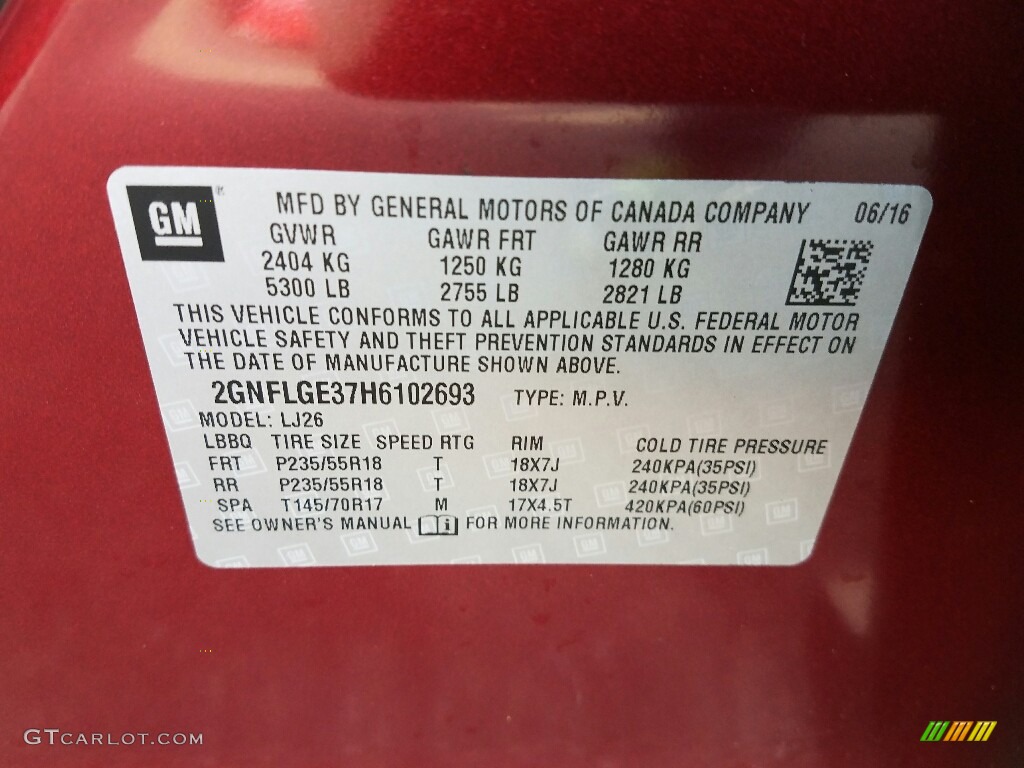 GM ®
MFD BY GENERAL MOTORS OF CANADA COMPANY 06/16
GVWR GAWR FRT GAWR RR
2404 KG 1250 KG 1280 KG
5300 LB 2755 LB 2821 LB
THIS VEHICLE CONFORMS TO ALL APPLICABLE U.S. FEDERAL MOTOR
VEHICLE SAFETY AND THEFT PREVENTION STANDARDS IN EFFECT ON
THE DATE OF MANUFACTURE SHOWN ABOVE.
2GNFLGE37H6102693 TYPE: M.P.V.
MODEL: LJ26
LBBQ TIRE SIZE SPEED RTG RIM COLD TIRE PRESSURE
FRT P235/55R18 T 18X7J 240KPA(35PSI)
RR P235/55R18 T 18X7J 240KPA(35PSI)
SPA T145/70R17 M 17X4.5T 420KPA(60PSI)
SEE OWNER'S MANUAL FOR MORE INFORMATION.
GTCARLOT.COM